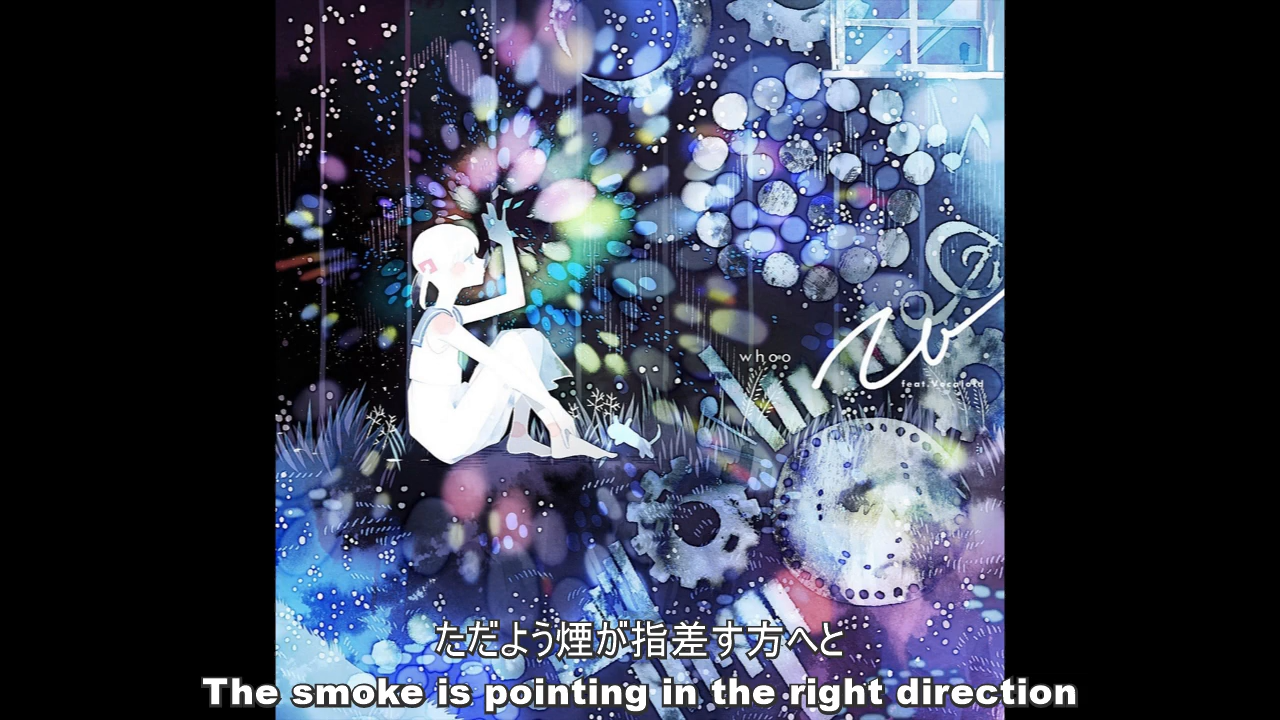 whoo
feat.Vocaloid
ただよう煙が指差す方へと
The smoke is pointing in the right direction